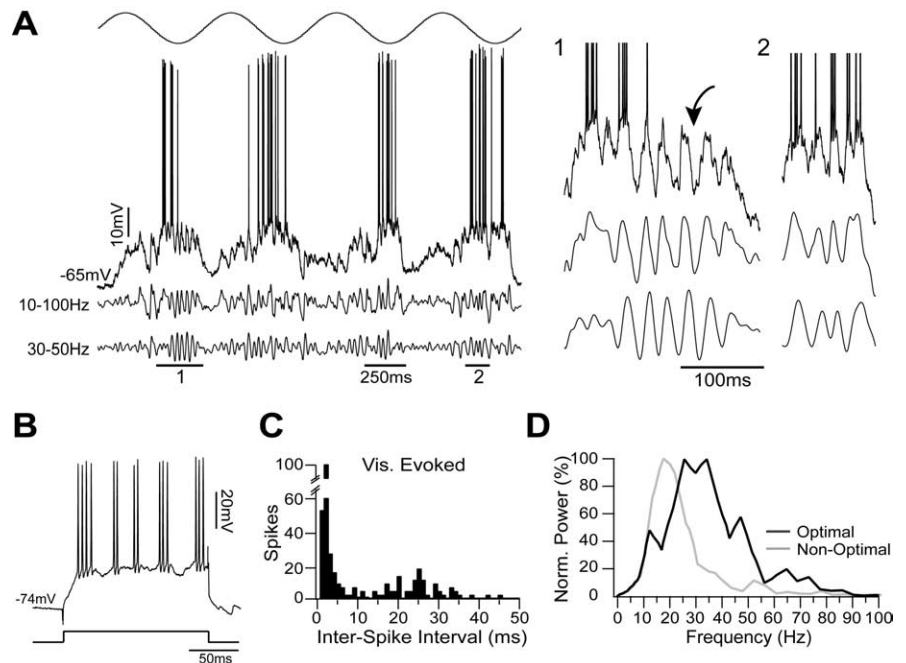 A
1
2
10mV
-65mV
10-100Hz
30-50Hz
1
250ms
2
100ms
B
20mV
-74mV
50ms
C
Vis. Evoked
Spikes
100
60
40
20
0
0 10 20 30 40 50
Inter-Spike Interval (ms)
D
Norm. Power (%)
100
80
60
40
20
0
Optimal
Non-Optimal
0 10 20 30 40 50 60 70 80 90 100
Frequency (Hz)